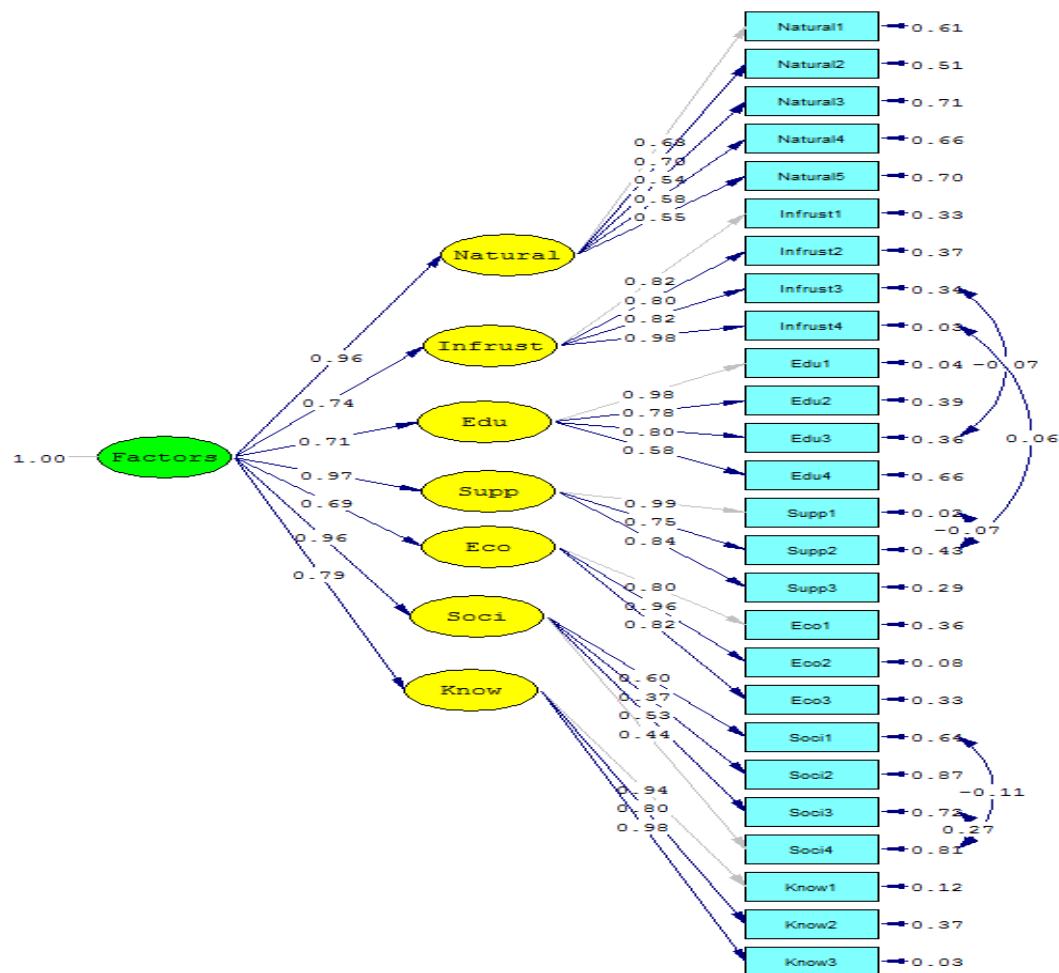 Natural1 0.61
Natural2 0.51
Natural3 0.71
Natural4 0.66
Natural5 0.70
Infrust1 0.33
Infrust2 0.37
Infrust3 0.34
Infrust4 0.03
Edu1 0.04
Edu2 0.39
Edu3 0.36
Edu4 0.66
Supp1 0.02
Supp2 0.43
Supp3 0.29
Eco1 0.36
Eco2 0.08
Eco3 0.33
Soci1 0.64
Soci2 0.87
Soci3 0.72
Soci4 0.81
Know1 0.12
Know2 0.37
Know3 0.03
-0.07
0.06
-0.07
-0.11
0.27
0.63
0.70
0.54
0.58
0.55
0.82
0.80
0.82
0.98
0.98
0.78
0.80
0.58
0.99
0.75
0.84
0.80
0.96
0.82
0.60
0.37
0.53
0.44
0.94
0.80
0.98
Natural
Infrust
Edu
Supp
Eco
Soci
Know
0.96
0.74
0.71
0.97
0.69
0.96
0.79
1.00 Factors